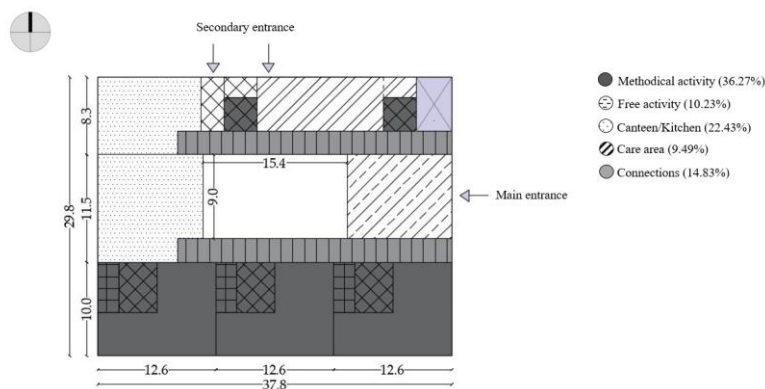 Secondary entrance
8.3
15.4
9.0
11.5
29.8
10.0
Main entrance
12.6
12.6
12.6
37.8
Methodical activity (36.27%)
Free activity (10.23%)
Canteen/Kitchen (22.43%)
Care area (9.49%)
Connections (14.83%)